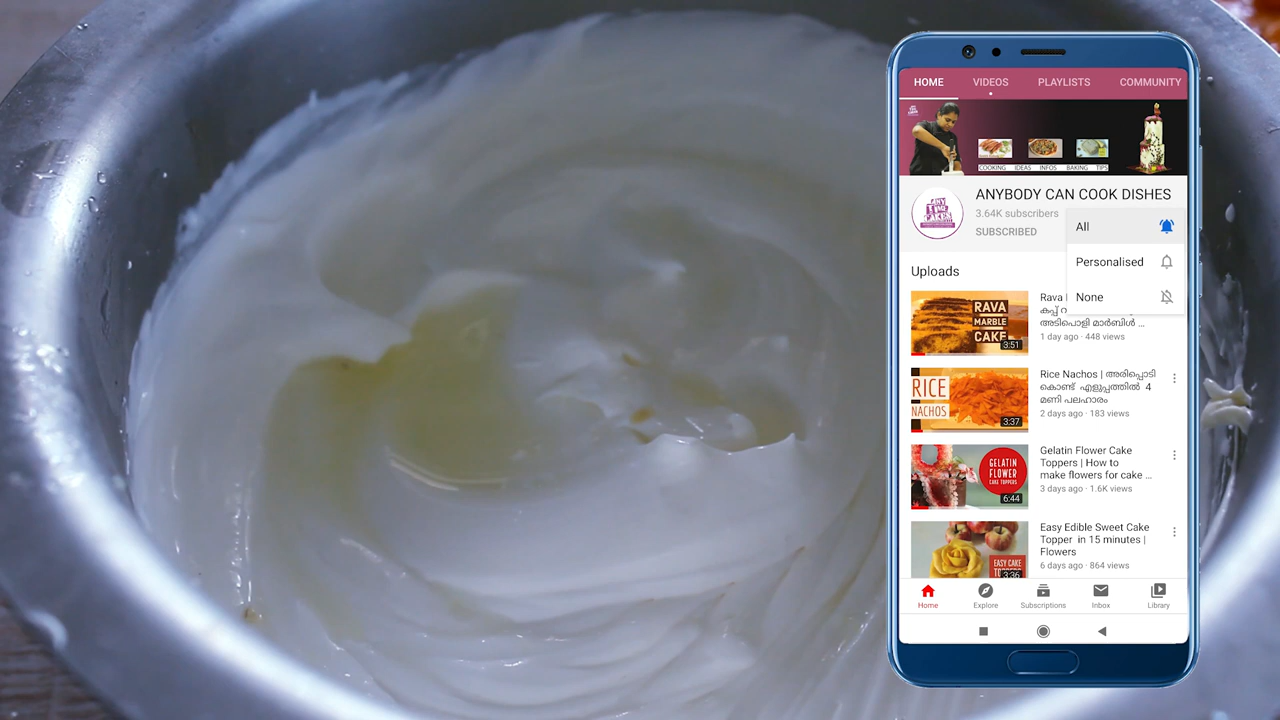 HOME VIDEOS PLAYLISTS COMMUNITY
COOKING IDEAS INFOS BAKING TIPS
ANYBODY CAN COOK DISHES
3.64K subscribers
SUBSCRIBED
All
Personalised
None
Uploads
RAVA
MARBLE
CAKE
3:51
Rava
കപ്പ്
അടിപൊളി മാർബിൾ ...
1 day ago · 448 views
RICE
NACHOS
3:37
Rice Nachos | അരിപ്പൊടി
കൊണ്ട് എളുപ്പത്തിൽ 4
മണി പലഹാരം
2 days ago · 183 views
GELATIN
FLOWER
CAKE TOPPERS
6:44
Gelatin Flower Cake
Toppers | How to
make flowers for cake ...
3 days ago · 1.6K views
EASY CAKE
3:36
Easy Edible Sweet Cake
Topper in 15 minutes |
Flowers
6 days ago · 864 views
Home Explore Subscriptions Inbox Library